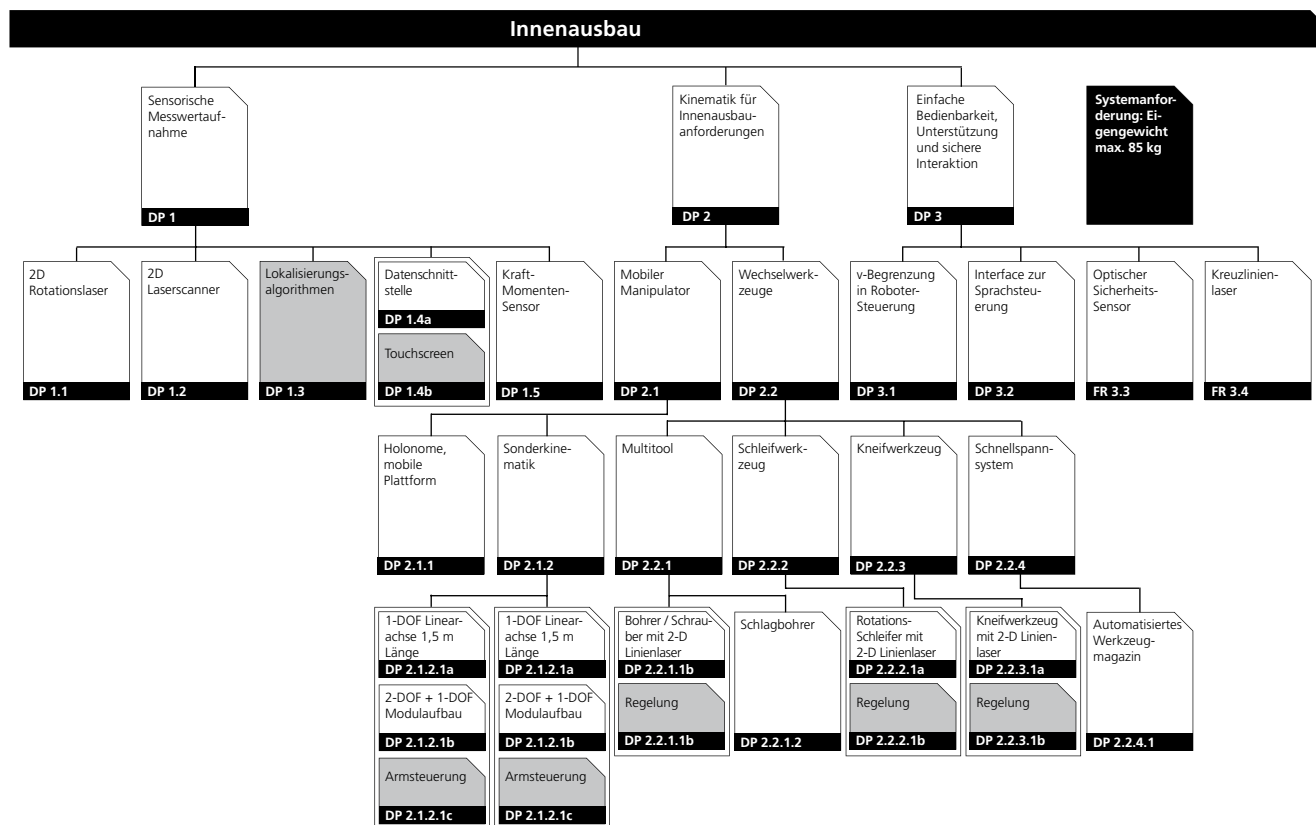 Innenausbau
Sensorische
Messwertauf-
nahme
DP 1
Kinematik für
Innenausbau-
anforderungen
DP 2
Einfache
Bedienbarkeit,
Unterstützung
und sichere
Interaktion
DP 3
Systemanfor-
derung: Ei-
gengewicht
max. 85 kg
2D
Rotationslaser
DP 1.1
2D
Laserscanner
DP 1.2
Lokalisierungs-
algorithmen
DP 1.3
Datenschnitt-
stelle
DP 1.4a
Touchscreen
DP 1.4b
Kraft-
Momenten-
Sensor
DP 1.5
Mobiler
Manipulator
DP 2.1
Wechselwerk-
zeuge
DP 2.2
v-Begrenzung
in Roboter-
Steuerung
DP 3.1
Interface zur
Sprachsteu-
erung
DP 3.2
Optischer
Sicherheits-
Sensor
FR 3.3
Kreuzlinien-
laser
FR 3.4
Holonome,
mobile
Plattform
DP 2.1.1
Sonderkine-
matik
DP 2.1.2
Multitool
DP 2.2.1
Schleifwerk-
zeug
DP 2.2.2
Kneifwerkzeug
DP 2.2.3
Schnellspann-
system
DP 2.2.4
1-DOF Linear-
achse 1,5 m
Länge
DP 2.1.2.1a
2-DOF + 1-DOF
Modulaufbau
DP 2.1.2.1b
Armsteuerung
DP 2.1.2.1c
1-DOF Linear-
achse 1,5 m
Länge
DP 2.1.2.1a
2-DOF + 1-DOF
Modulaufbau
DP 2.1.2.1b
Armsteuerung
DP 2.1.2.1c
Bohrer / Schrau-
ber mit 2-D
Linienlaser
DP 2.2.1.1b
Regelung
DP 2.2.1.1b
Schlagbohrer
DP 2.2.1.2
Rotations-
Schleifer mit
2-D Linienlaser
DP 2.2.2.1a
Regelung
DP 2.2.2.1b
Kneifwerkzeug
mit 2-D Linien-
laser
DP 2.2.3.1a
Regelung
DP 2.2.3.1b
Automatisiertes
Werkzeug-
magazin
DP 2.2.4.1